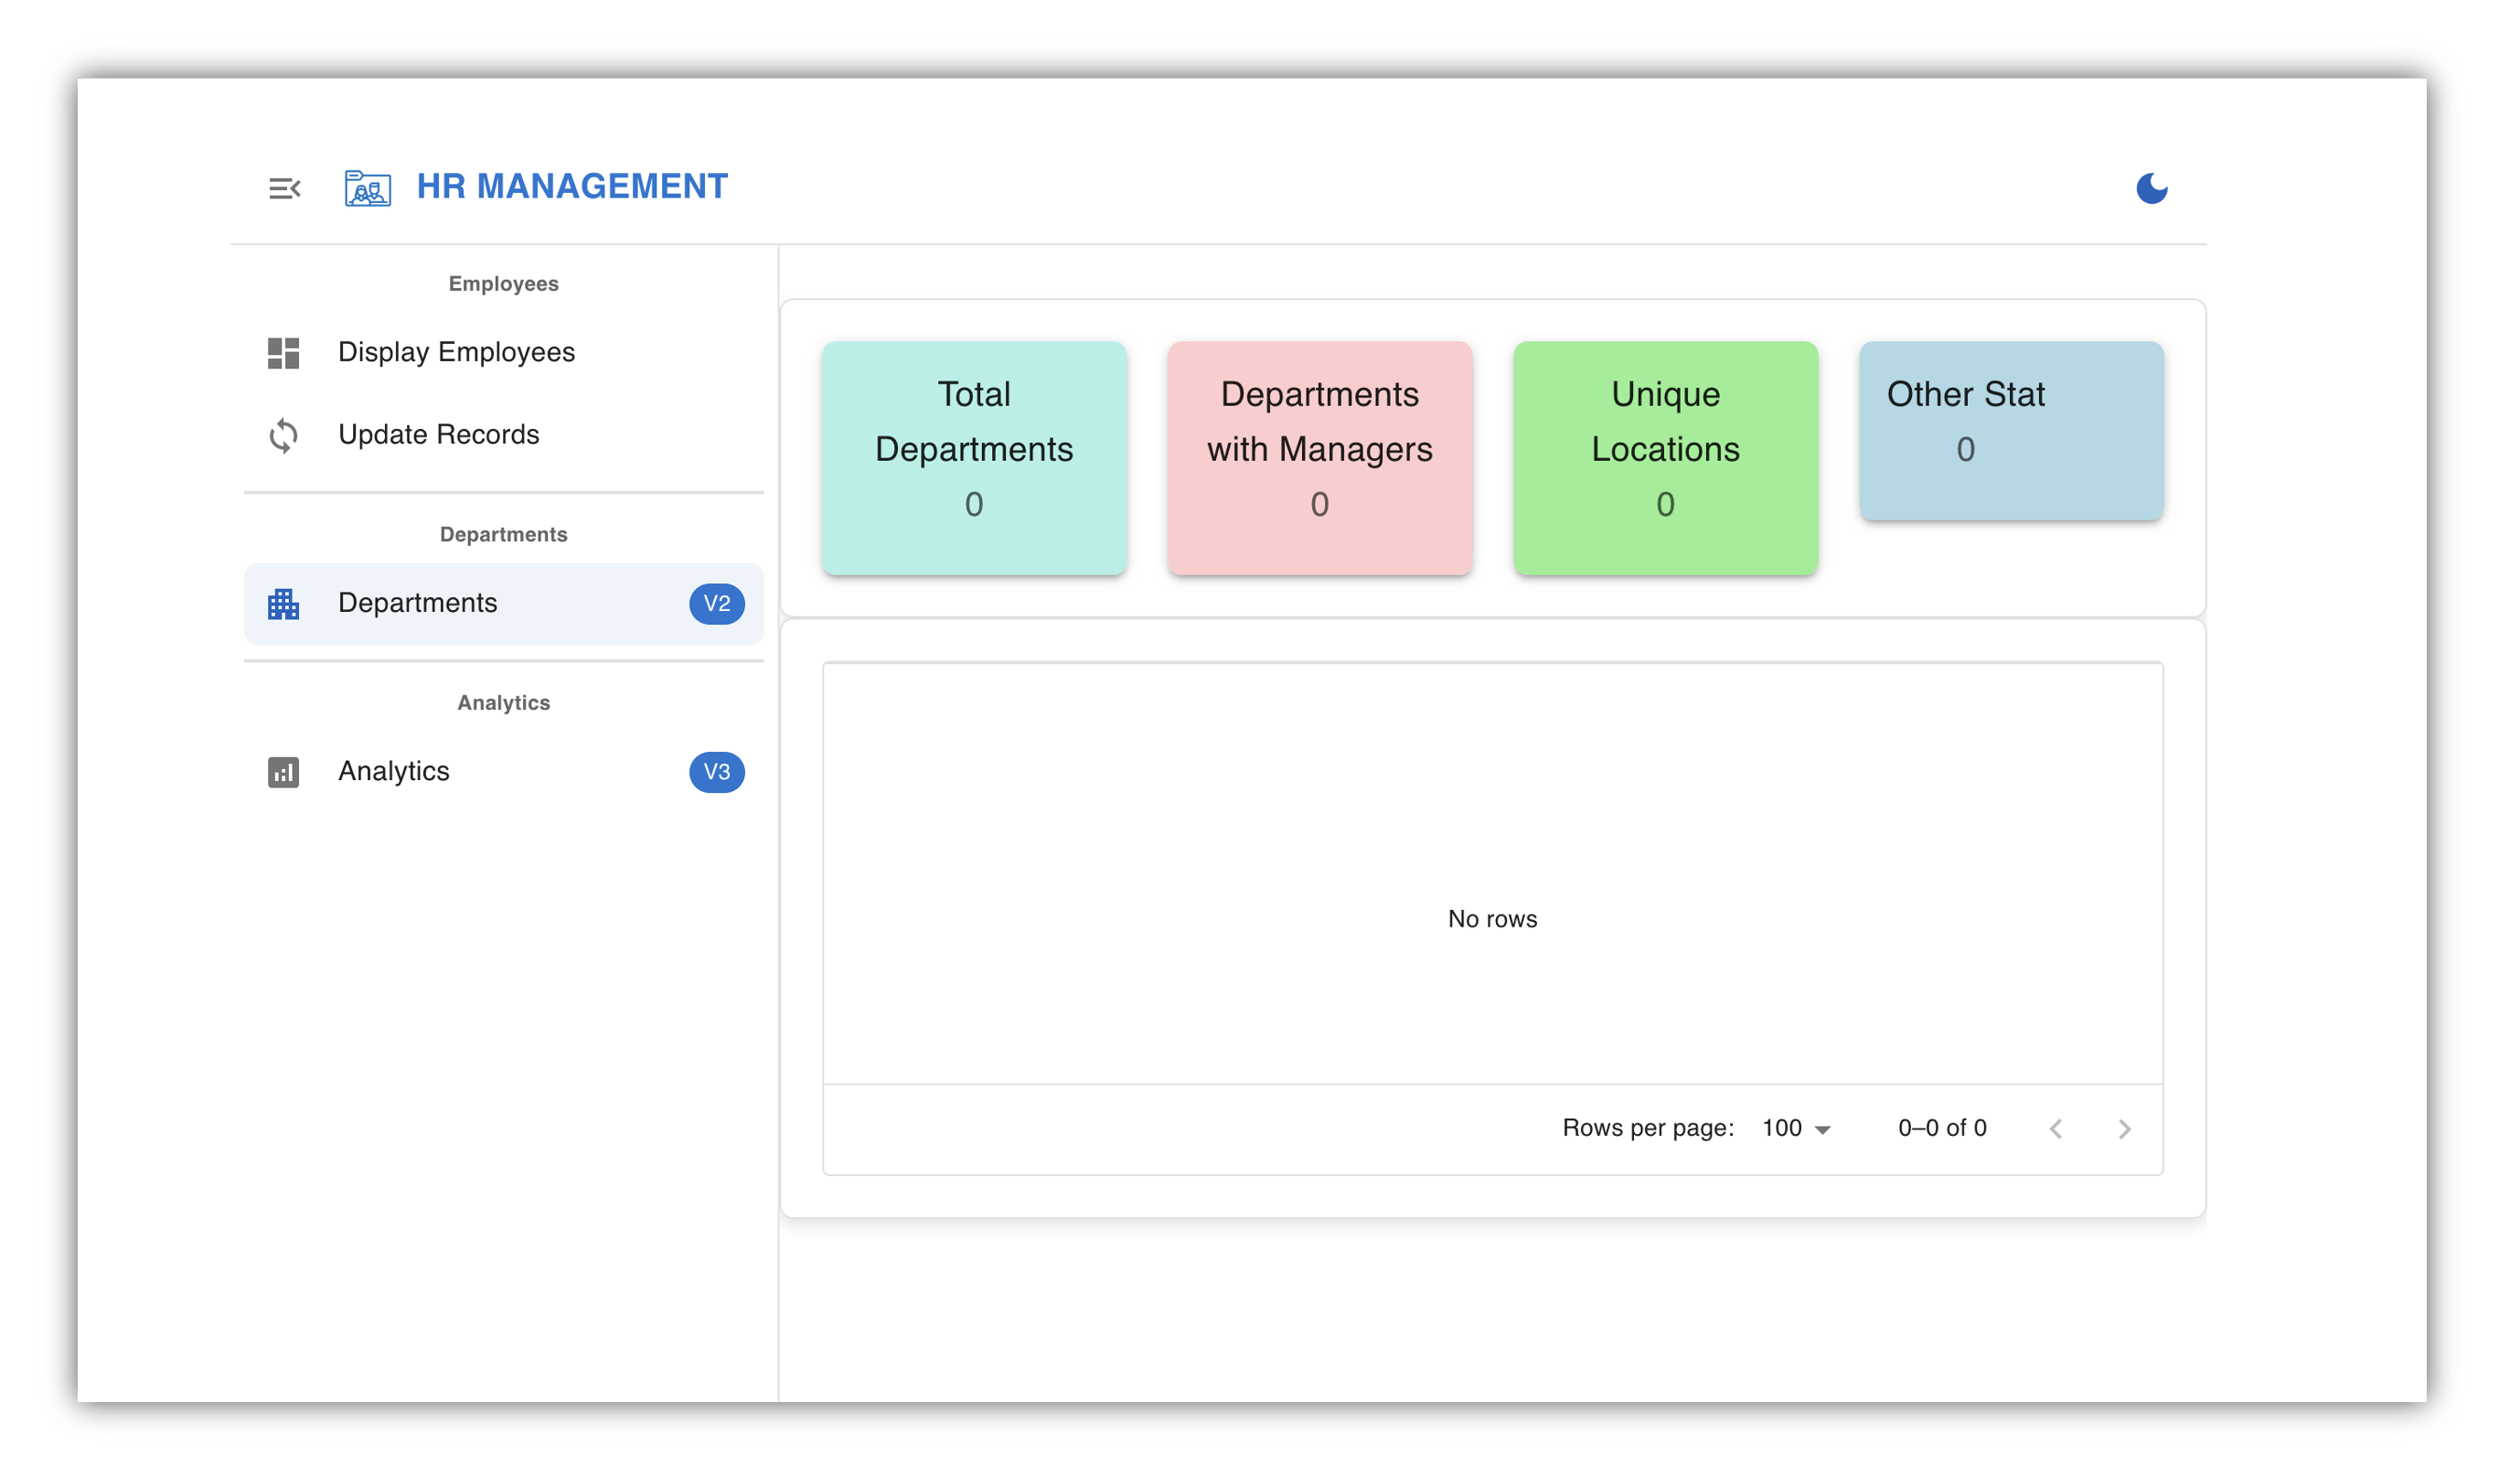 HR MANAGEMENT
Employees
Display Employees
Update Records
Departments
Departments V2
Analytics
Analytics V3
Total
Departments
0
Departments
with Managers
0
Unique
Locations
0
Other Stat
0
No rows
Rows per page: 100 0–0 of 0